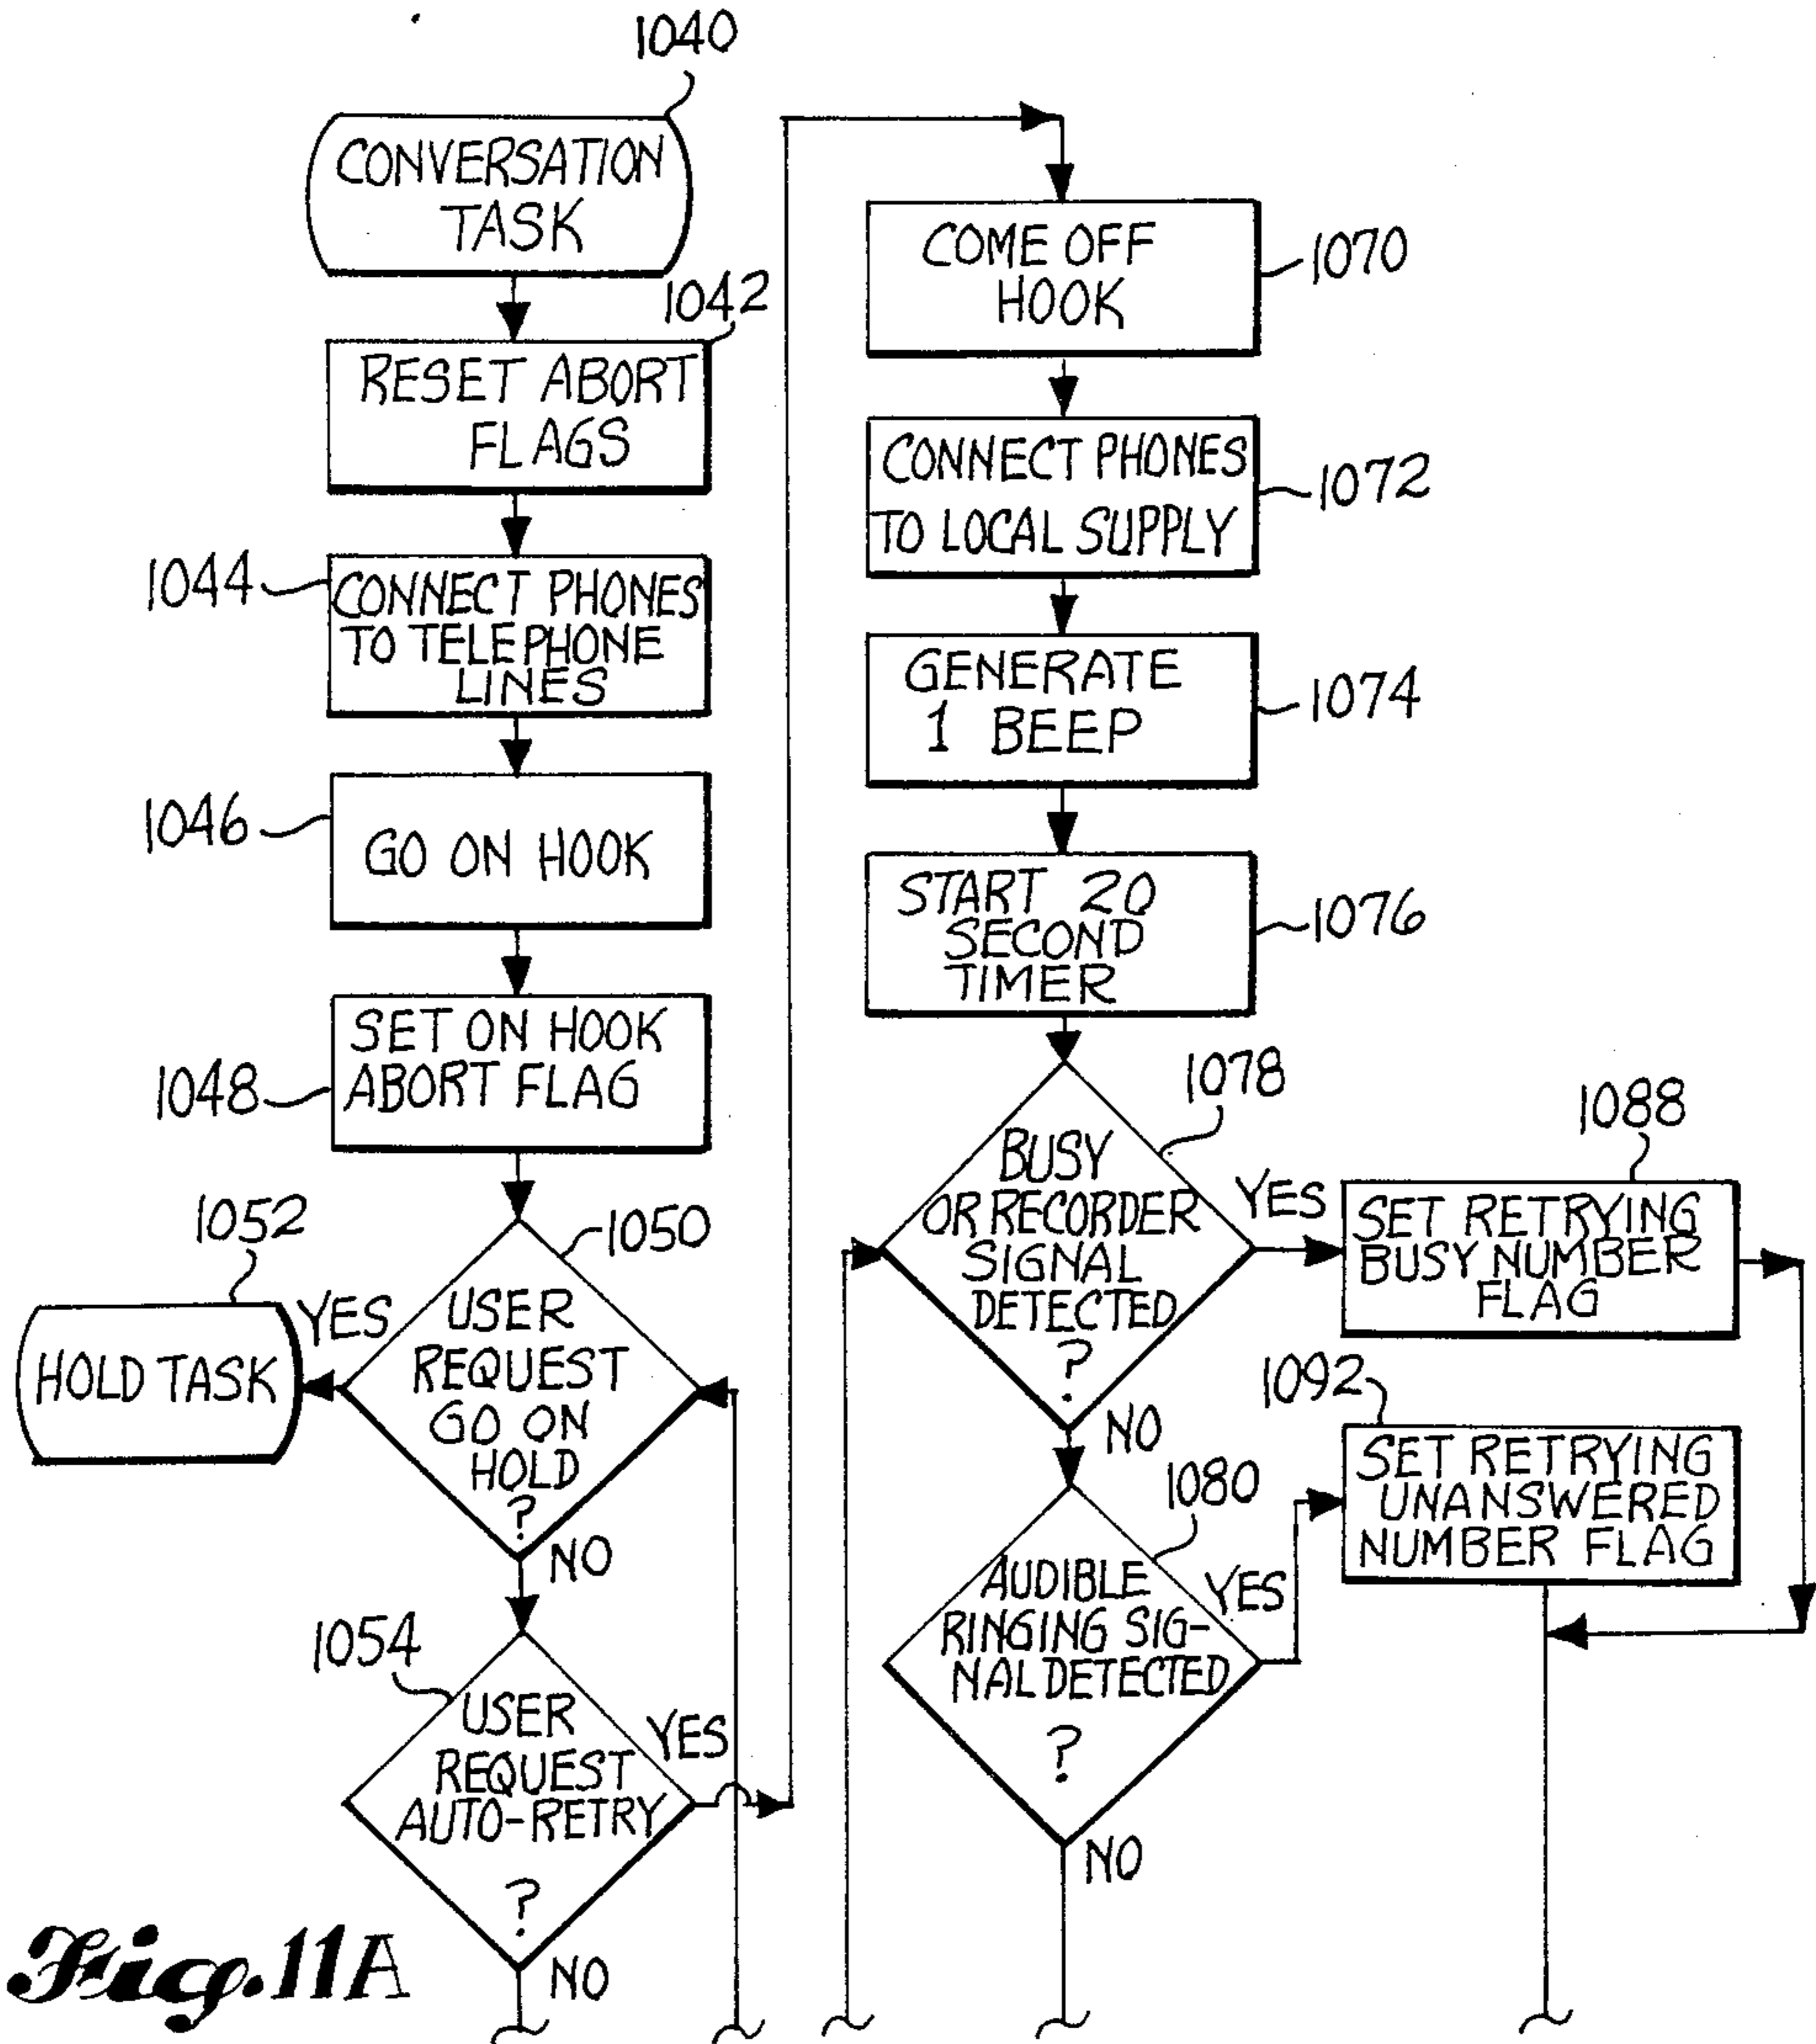 1040
CONVERSATION
TASK
1042
RESET ABORT
FLAGS
1044
CONNECT PHONES
TO TELEPHONE
LINES
1046
GO ON HOOK
1048
SET ON HOOK
ABORT FLAG
1050
USER
REQUEST
GO ON
HOLD
?
YES
1052
HOLD TASK
NO
1054
USER
REQUEST
AUTO-RETRY
?
YES
NO
COME OFF
HOOK
1070
CONNECT PHONES
TO LOCAL SUPPLY
1072
GENERATE
1 BEEP
1074
START 20
SECOND
TIMER
1076
1078
BUSY
OR RECORDER
SIGNAL
DETECTED
?
YES
1088
SET RETRYING
BUSY NUMBER
FLAG
NO
1080
AUDIBLE
RINGING SIG-
NAL DETECTED
?
YES
1092
SET RETRYING
UNANSWERED
NUMBER FLAG
NO
Fig. 11A